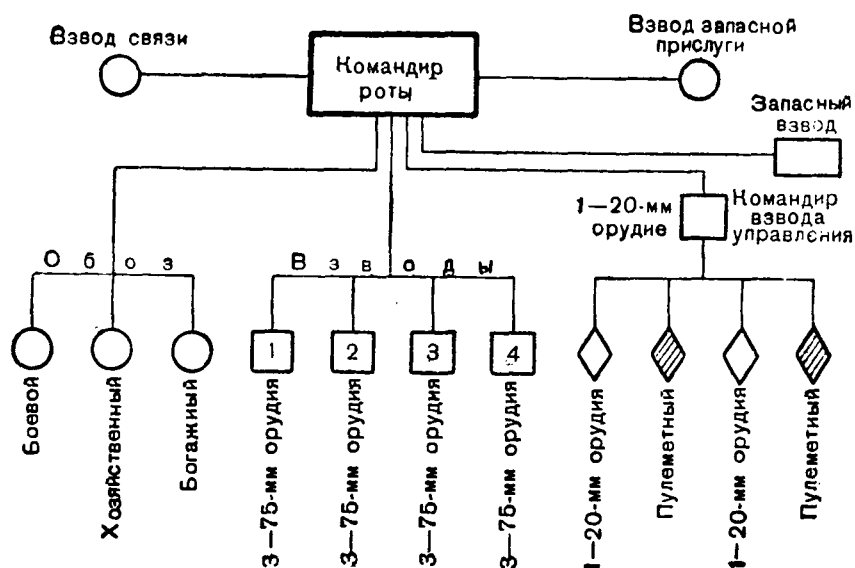 Взвод связи
Командир
роты
Взвод запасной
прислуги
Запасный
взвод
1—20-мм
орудие
Командир
взвода
управления
Обоз
Взводы
1
2
3
4
Боевой
Хозяйственный
Богажный
3—75-мм орудия
3—75-мм орудия
3—75-мм орудия
3—75-мм орудия
1—20-мм орудия
Пулеметный
1—20-мм орудия
Пулеметный